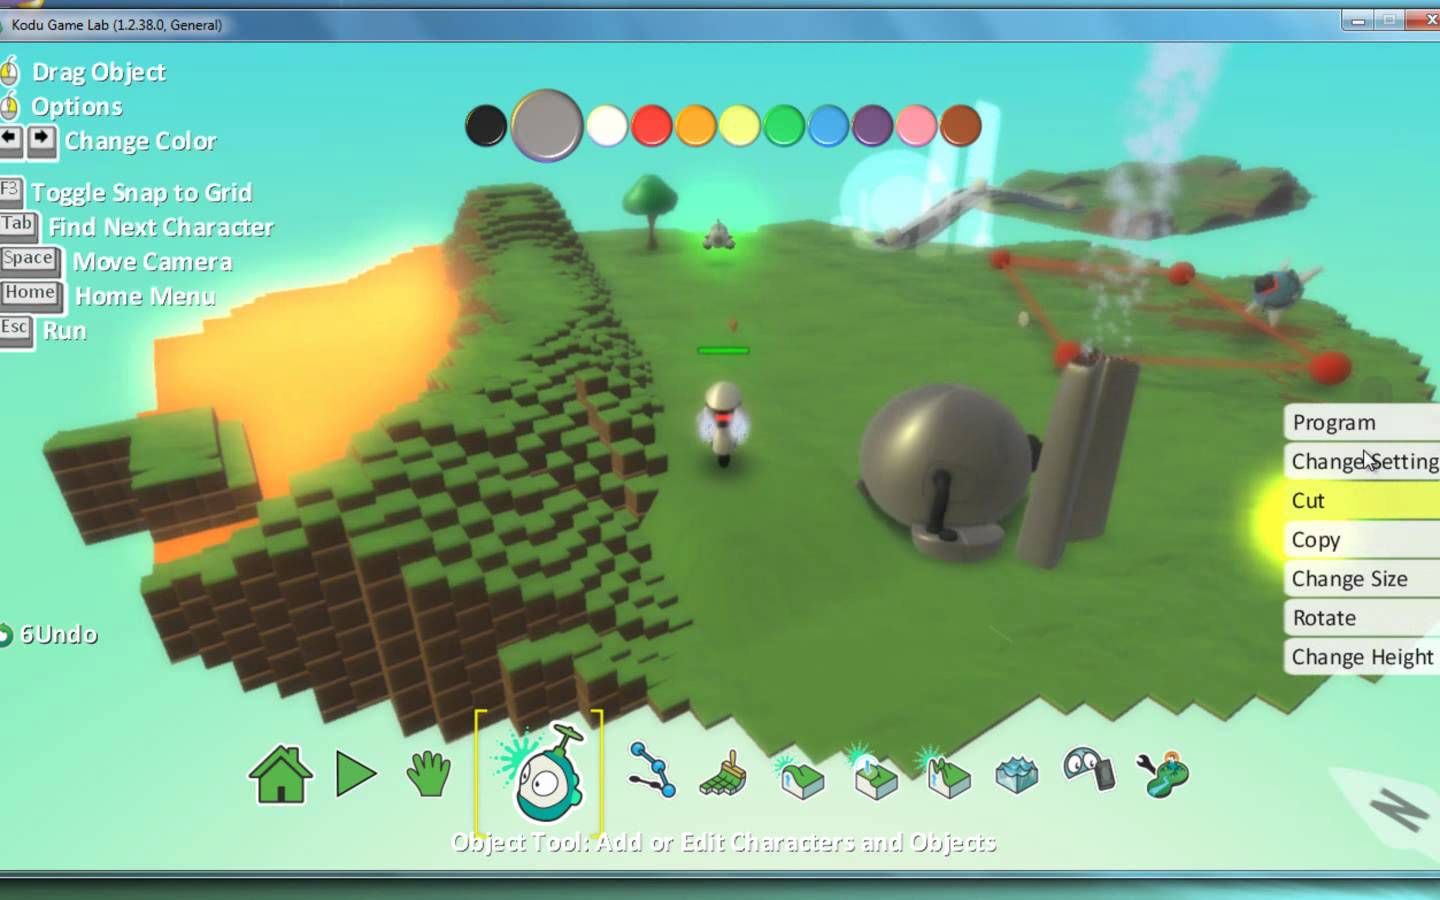 Kodu Game Lab (1.2.38.0, General)
Drag Object
Options
Change Color
F3 Toggle Snap to Grid
Tab Find Next Character
Space Move Camera
Home Home Menu
Esc Run
Program
Change Setting
Cut
Copy
Change Size
Rotate
Change Height
6Undo
N
Object Tool: Add or Edit Characters and Objects